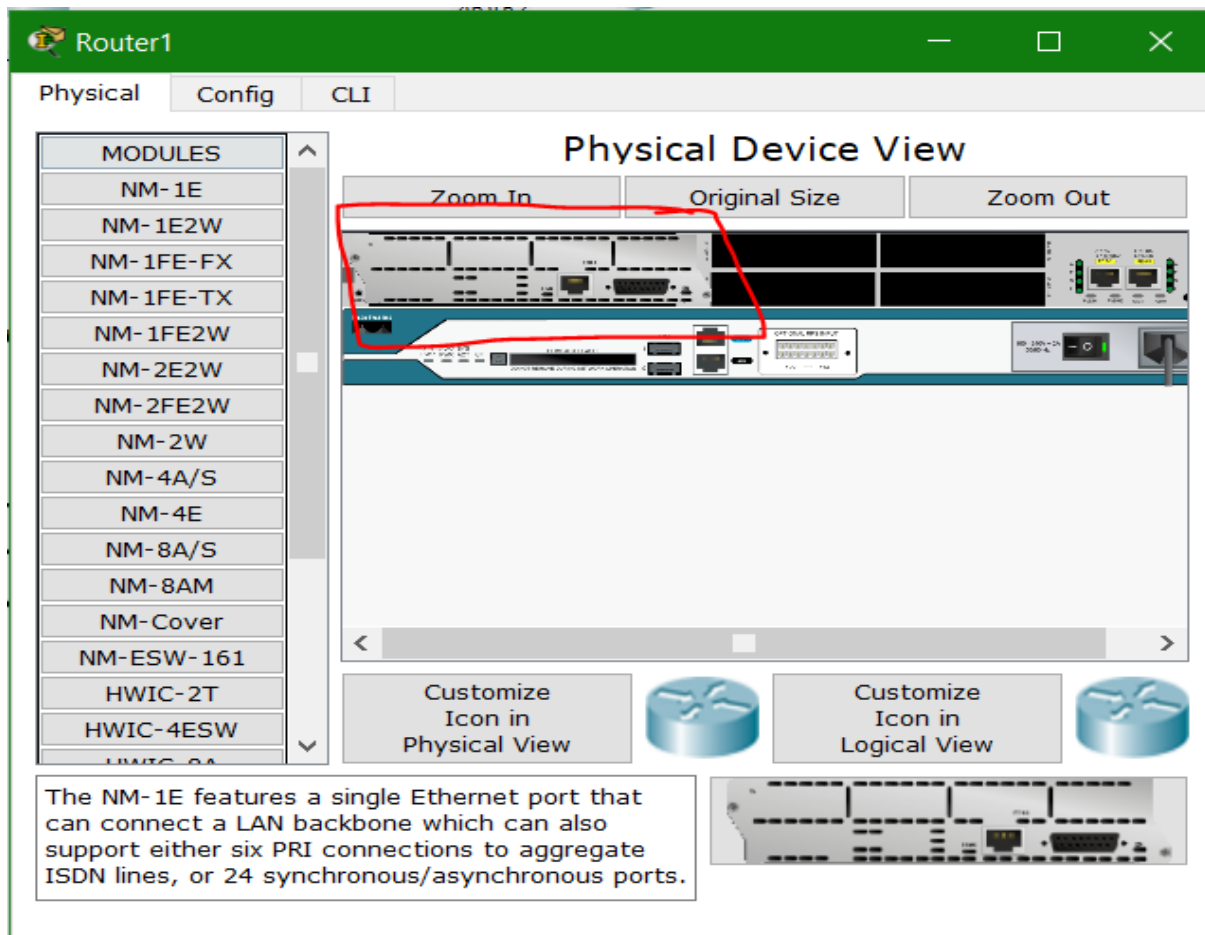 Router1
Physical Config CLI
MODULES
NM-1E
NM-1E2W
NM-1FE-FX
NM-1FE-TX
NM-1FE2W
NM-2E2W
NM-2FE2W
NM-2W
NM-4A/S
NM-4E
NM-8A/S
NM-8AM
NM-Cover
NM-ESW-161
HWIC-2T
HWIC-4ESW
Physical Device View
Zoom In Original Size Zoom Out
OPTIONAL RPS INPUT
Customize
Icon in
Physical View
Customize
Icon in
Logical View
The NM-1E features a single Ethernet port that
can connect a LAN backbone which can also
support either six PRI connections to aggregate
ISDN lines, or 24 synchronous/asynchronous ports.